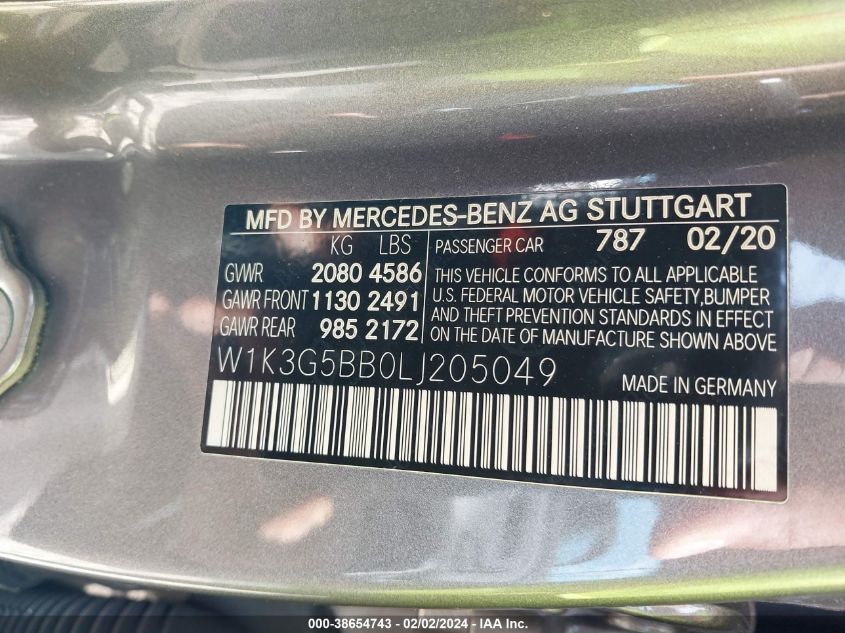 MFD BY MERCEDES-BENZ AG STUTTGART
KG LBS
GVWR 2080 4586
GAWR FRONT 1130 2491
GAWR REAR 985 2172
PASSENGER CAR 787 02/20
THIS VEHICLE CONFORMS TO ALL APPLICABLE
U.S. FEDERAL MOTOR VEHICLE SAFETY,BUMPER
AND THEFT PREVENTION STANDARDS IN EFFECT
ON THE DATE OF MANUFACTURE SHOWN ABOVE
W1K3G5BB0LJ205049
MADE IN GERMANY
000-38654743 - 02/02/2024 - IAA Inc.